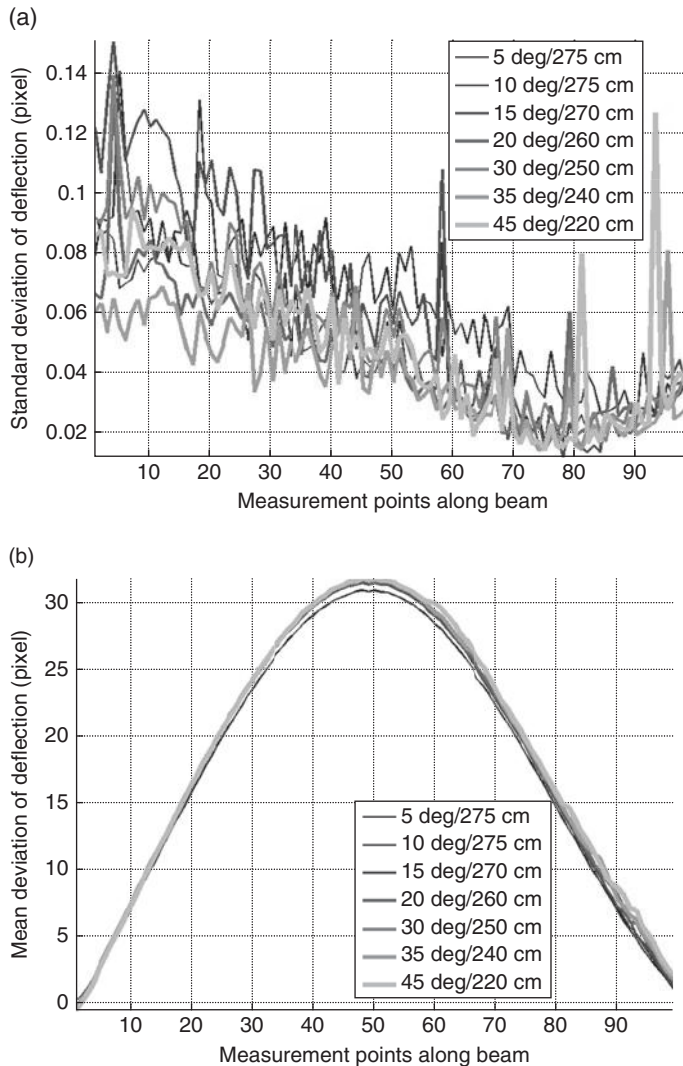 (a)
Standard deviation of deflection (pixel)
0.14
0.12
0.1
0.08
0.06
0.04
0.02
5 deg/275 cm
10 deg/275 cm
15 deg/270 cm
20 deg/260 cm
30 deg/250 cm
35 deg/240 cm
45 deg/220 cm
10 20 30 40 50 60 70 80 90
Measurement points along beam
(b)
Mean deviation of deflection (pixel)
30
25
20
15
10
5
0
5 deg/275 cm
10 deg/275 cm
15 deg/270 cm
20 deg/260 cm
30 deg/250 cm
35 deg/240 cm
45 deg/220 cm
10 20 30 40 50 60 70 80 90
Measurement points along beam